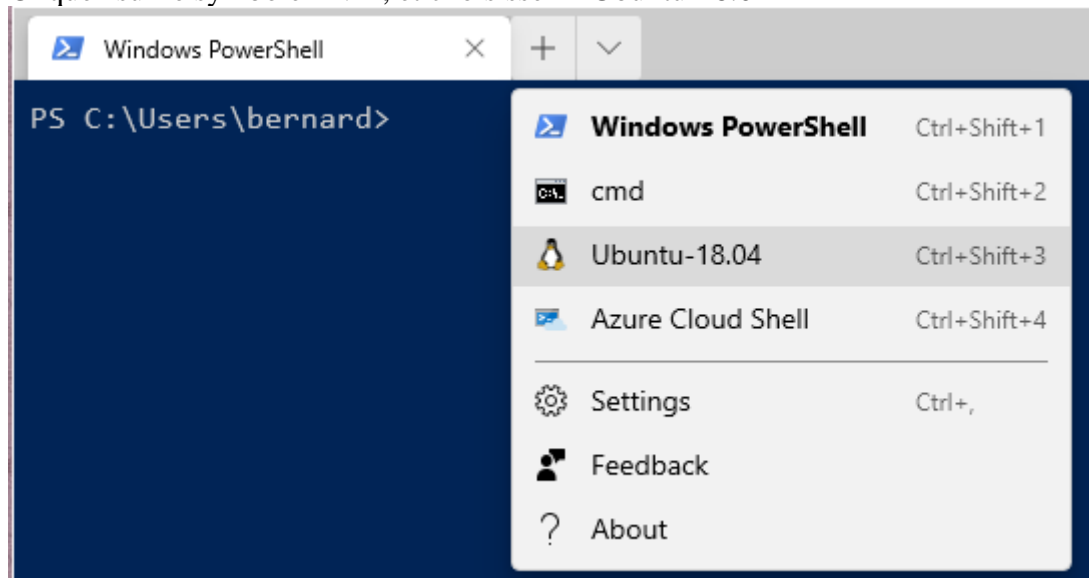 Windows PowerShell
PS C:\Users\bernard>
Windows PowerShell Ctrl+Shift+1
cmd Ctrl+Shift+2
Ubuntu-18.04 Ctrl+Shift+3
Azure Cloud Shell Ctrl+Shift+4
Settings Ctrl+,
Feedback
About